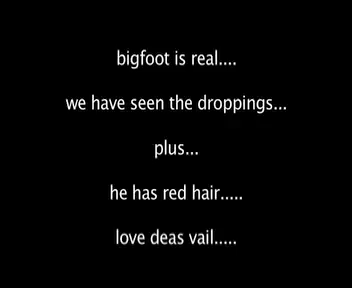 bigfoot is real....
we have seen the droppings...
plus...
he has red hair.....
love deas vail.....